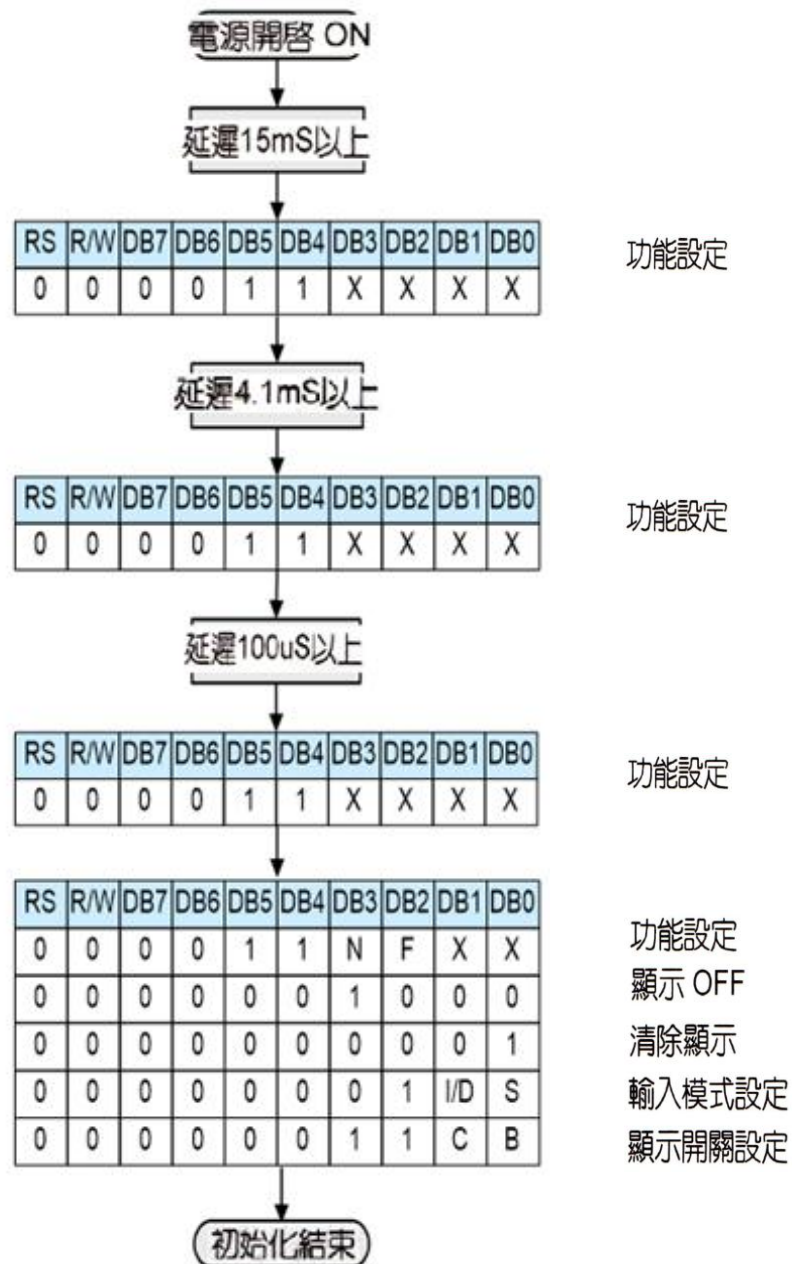 電源開啟 ON
延遲15mS以上
RS R/W DB7 DB6 DB5 DB4 DB3 DB2 DB1 DB0
0 0 0 0 1 1 X X X X
功能設定
延遲4.1mS以上
RS R/W DB7 DB6 DB5 DB4 DB3 DB2 DB1 DB0
0 0 0 0 1 1 X X X X
功能設定
延遲100uS以上
RS R/W DB7 DB6 DB5 DB4 DB3 DB2 DB1 DB0
0 0 0 0 1 1 X X X X
功能設定
RS R/W DB7 DB6 DB5 DB4 DB3 DB2 DB1 DB0
0 0 0 0 1 1 N F X X 功能設定
0 0 0 0 0 0 1 0 0 0 顯示 OFF
0 0 0 0 0 0 0 0 0 1 清除顯示
0 0 0 0 0 0 0 1 I/D S 輸入模式設定
0 0 0 0 0 0 1 1 C B 顯示開關設定
初始化結束